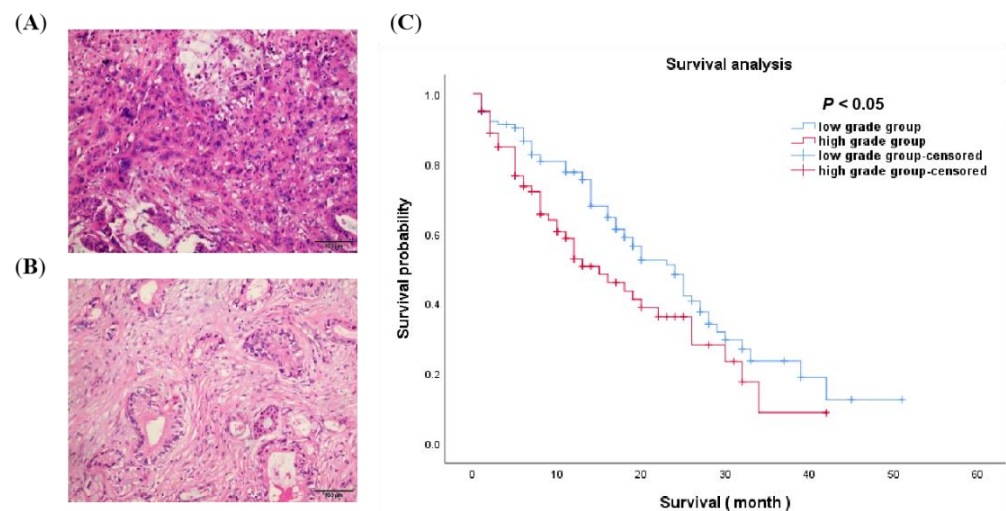 (A)
(B)
(C)
Survival analysis
P < 0.05
low grade group
high grade group
low grade group-censored
high grade group-censored
Survival probability
1.0
0.8
0.6
0.4
0.2
0.0
0 10 20 30 40 50 60
Survival ( month )